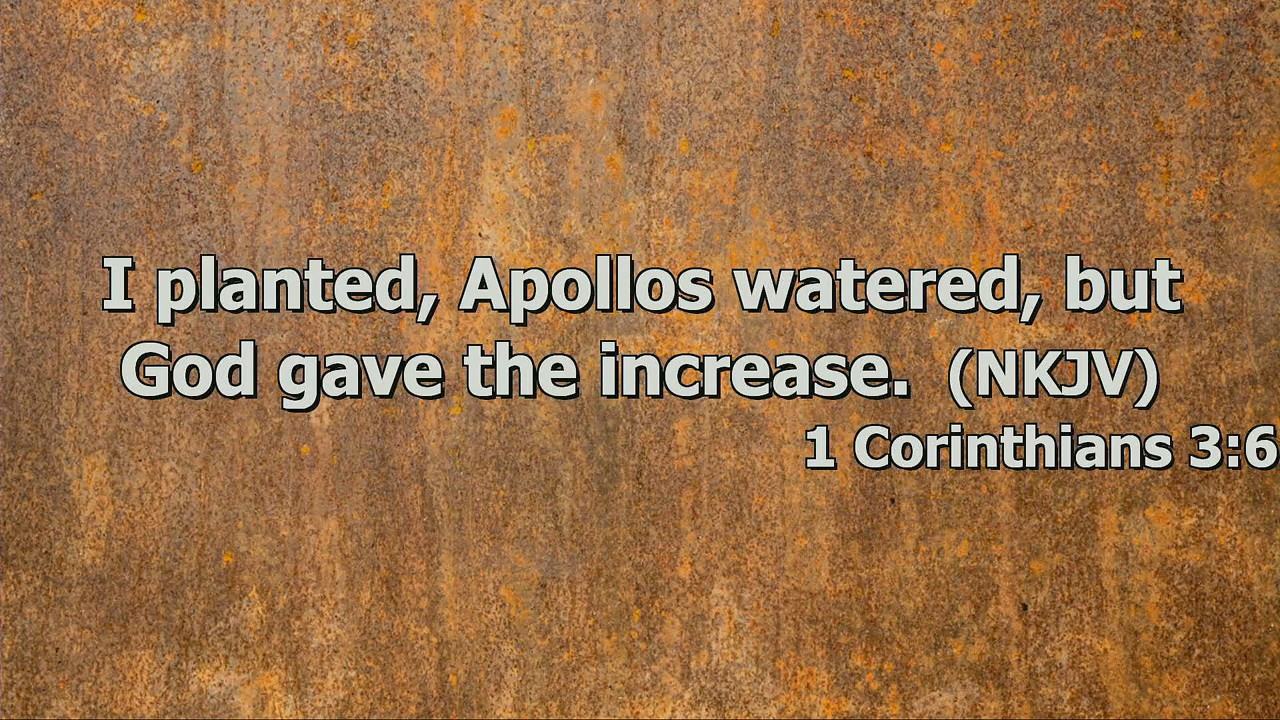 I planted, Apollos watered, but
God gave the increase. (NKJV)
1 Corinthians 3:6